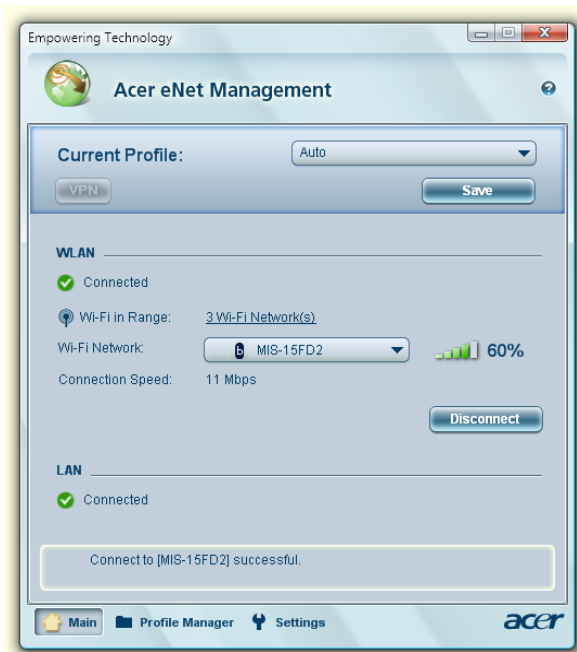 Empowering Technology
Acer eNet Management
Current Profile: Auto
VPN Save
WLAN
Connected
Wi-Fi in Range: 3 Wi-Fi Network(s)
Wi-Fi Network: b MIS-15FD2 60%
Connection Speed: 11 Mbps
Disconnect
LAN
Connected
Connect to [MIS-15FD2] successful.
Main Profile Manager Settings acer